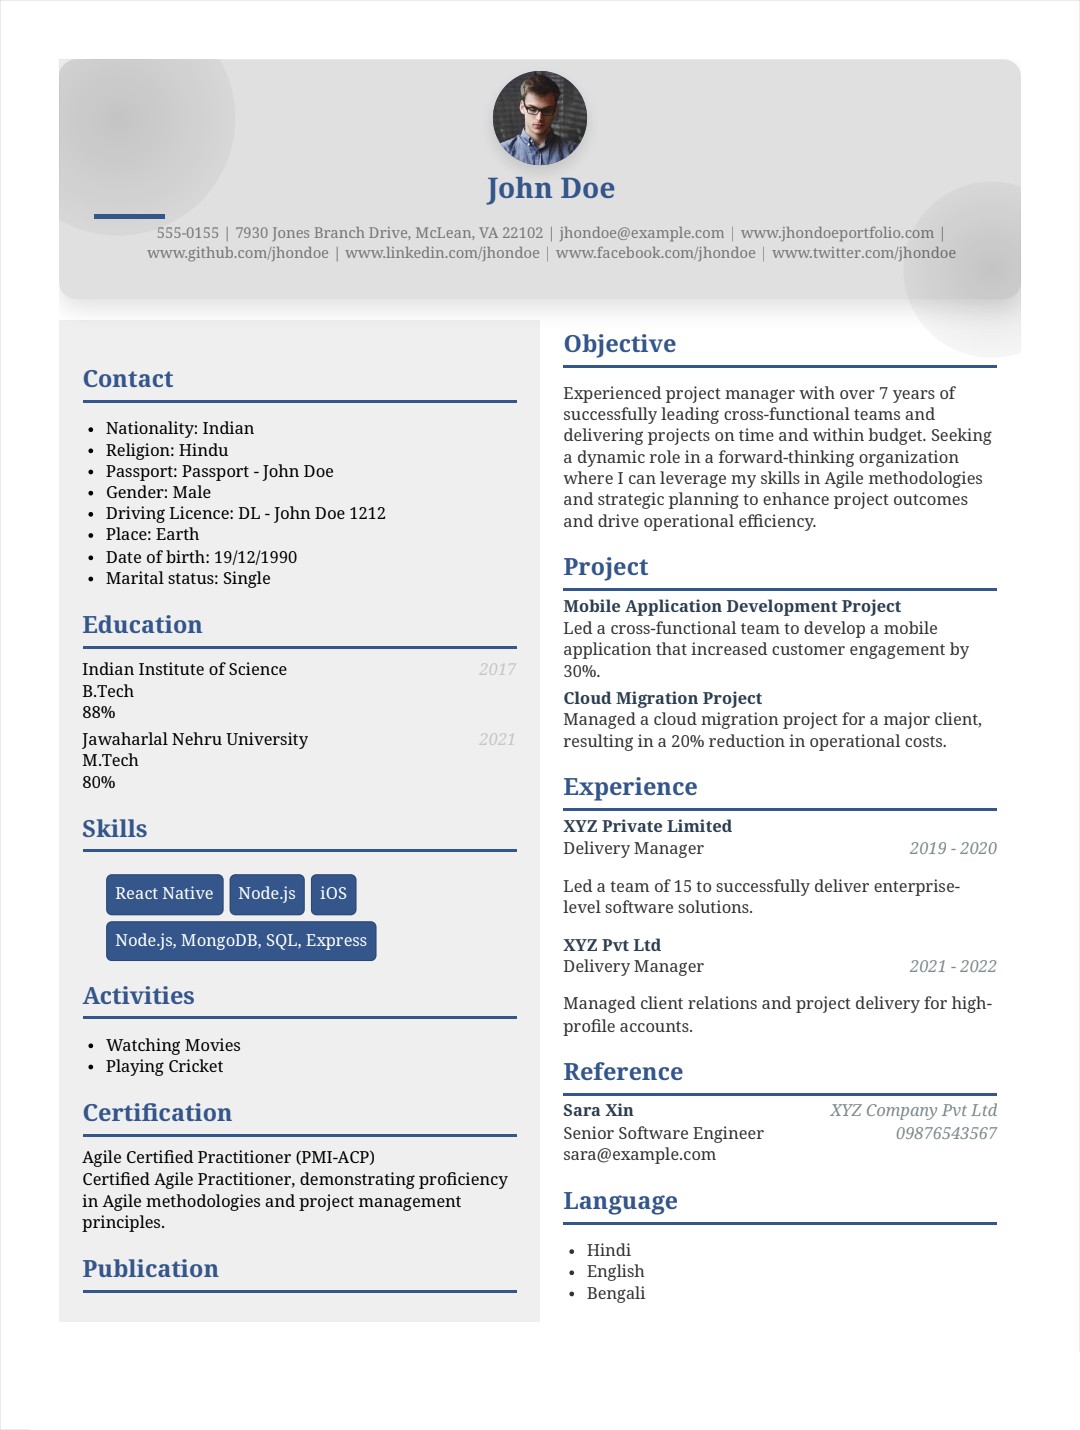 John Doe
555-0155 | 7930 Jones Branch Drive, McLean, VA 22102 | jhondoe@example.com | www.jhondoeportfolio.com |
www.github.com/jhondoe | www.linkedin.com/jhondoe | www.facebook.com/jhondoe | www.twitter.com/jhondoe
Contact
• Nationality: Indian
• Religion: Hindu
• Passport: Passport - John Doe
• Gender: Male
• Driving Licence: DL - John Doe 1212
• Place: Earth
• Date of birth: 19/12/1990
• Marital status: Single
Education
Indian Institute of Science 2017
B.Tech
88%
Jawaharlal Nehru University 2021
M.Tech
80%
Skills
React Native Node.js iOS
Node.js, MongoDB, SQL, Express
Activities
• Watching Movies
• Playing Cricket
Certification
Agile Certified Practitioner (PMI-ACP)
Certified Agile Practitioner, demonstrating proficiency
in Agile methodologies and project management
principles.
Publication
Objective
Experienced project manager with over 7 years of
successfully leading cross-functional teams and
delivering projects on time and within budget. Seeking
a dynamic role in a forward-thinking organization
where I can leverage my skills in Agile methodologies
and strategic planning to enhance project outcomes
and drive operational efficiency.
Project
Mobile Application Development Project
Led a cross-functional team to develop a mobile
application that increased customer engagement by
30%.
Cloud Migration Project
Managed a cloud migration project for a major client,
resulting in a 20% reduction in operational costs.
Experience
XYZ Private Limited
Delivery Manager 2019 - 2020
Led a team of 15 to successfully deliver enterprise-
level software solutions.
XYZ Pvt Ltd
Delivery Manager 2021 - 2022
Managed client relations and project delivery for high-
profile accounts.
Reference
Sara Xin XYZ Company Pvt Ltd
Senior Software Engineer 09876543567
sara@example.com
Language
• Hindi
• English
• Bengali